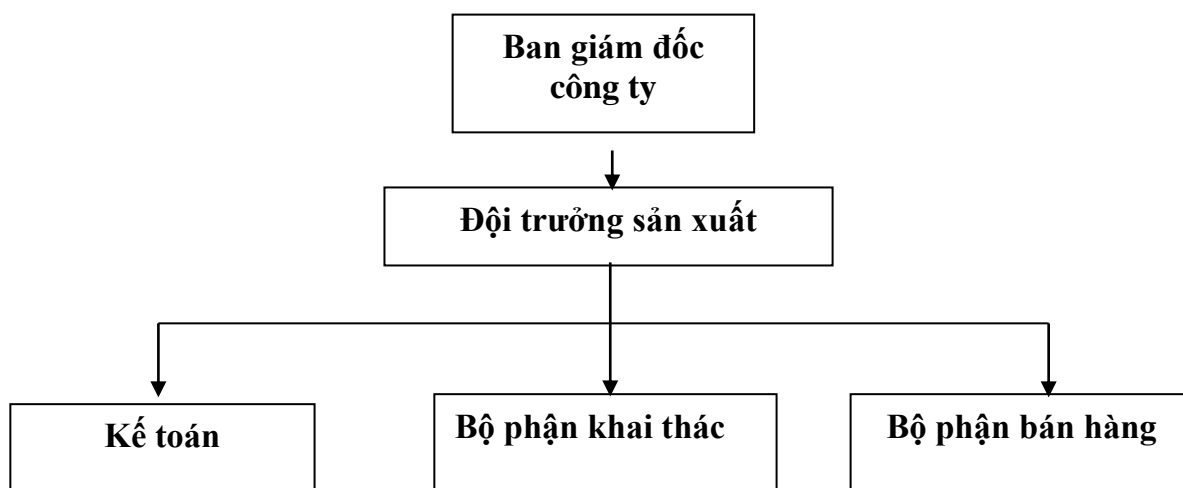 Ban giám đốc
công ty
Đội trưởng sản xuất
Kế toán
Bộ phận khai thác
Bộ phận bán hàng